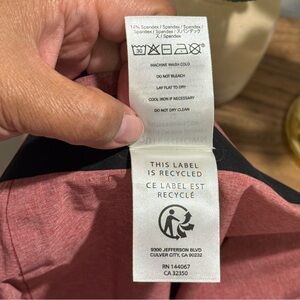 14% Spandex / Spandex /
Spandex / Spandex / スパンデック
ス / Spandex
MACHINE WASH COLD
DO NOT BLEACH
LAY FLAT TO DRY
COOL IRON IF NECESSARY
DO NOT DRY CLEAN
THIS LABEL
IS RECYCLED
CE LABEL EST
RECYCLÉ
9300 JEFFERSON BLVD
CULVER CITY, CA 90232
RN 144067
CA 32350